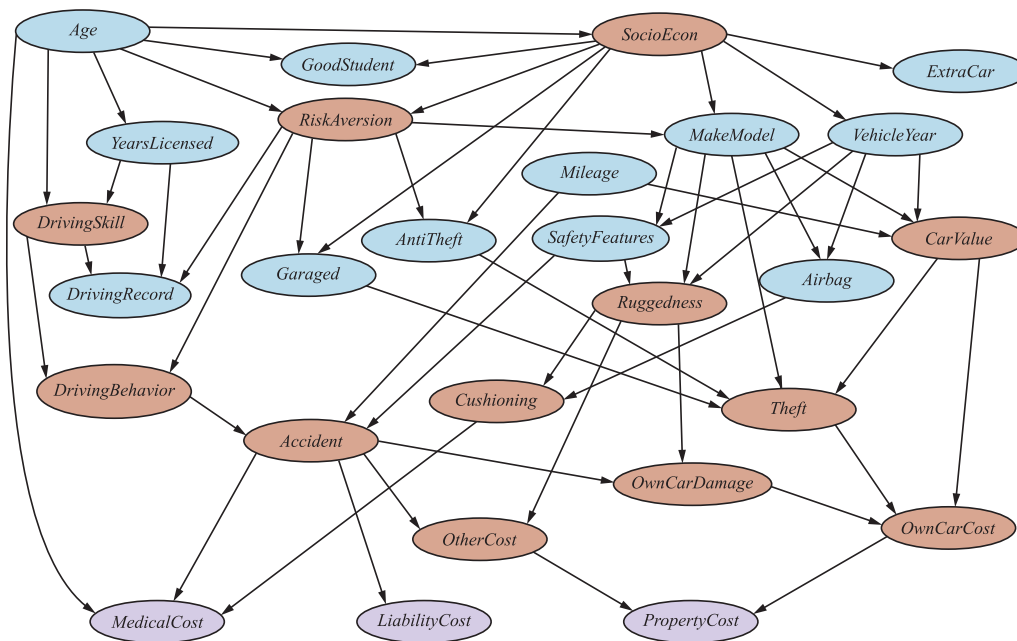 Age
SocioEcon
GoodStudent
ExtraCar
RiskAversion
YearsLicensed
MakeModel
VehicleYear
Mileage
DrivingSkill
AntiTheft
SafetyFeatures
CarValue
Garaged
Airbag
DrivingRecord
Ruggedness
DrivingBehavior
Cushioning
Theft
Accident
OwnCarDamage
OtherCost
OwnCarCost
MedicalCost
LiabilityCost
PropertyCost